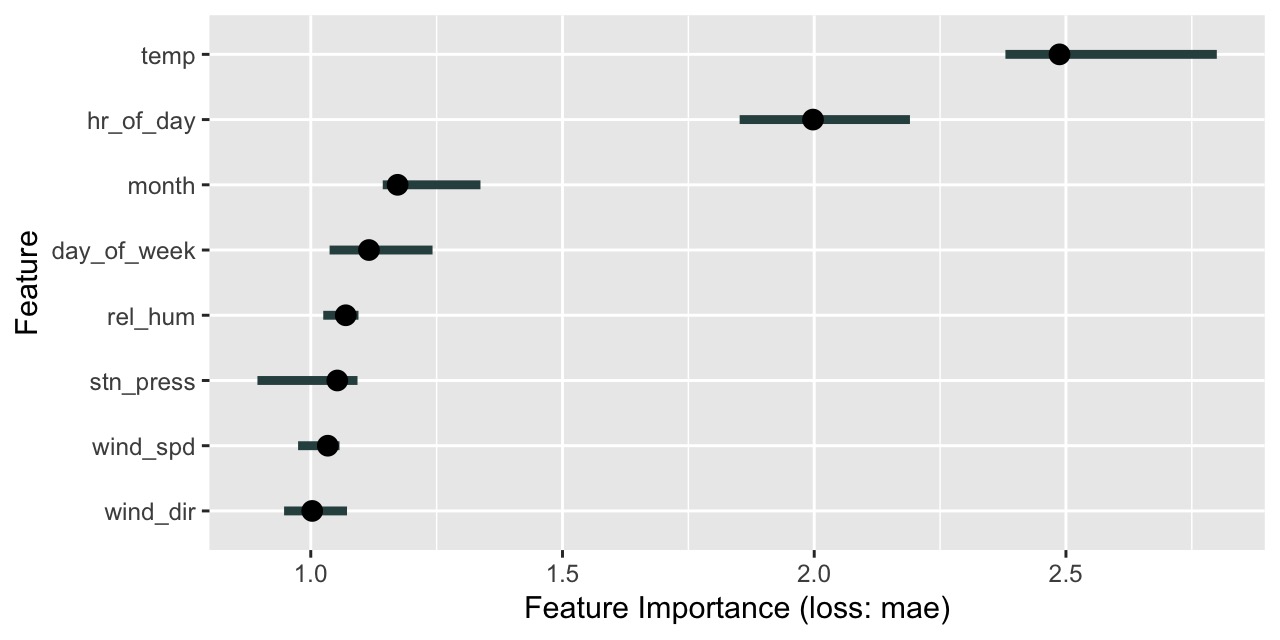 temp
hr_of_day
month
day_of_week
rel_hum
stn_press
wind_spd
wind_dir
Feature
1.0 1.5 2.0 2.5
Feature Importance (loss: mae)